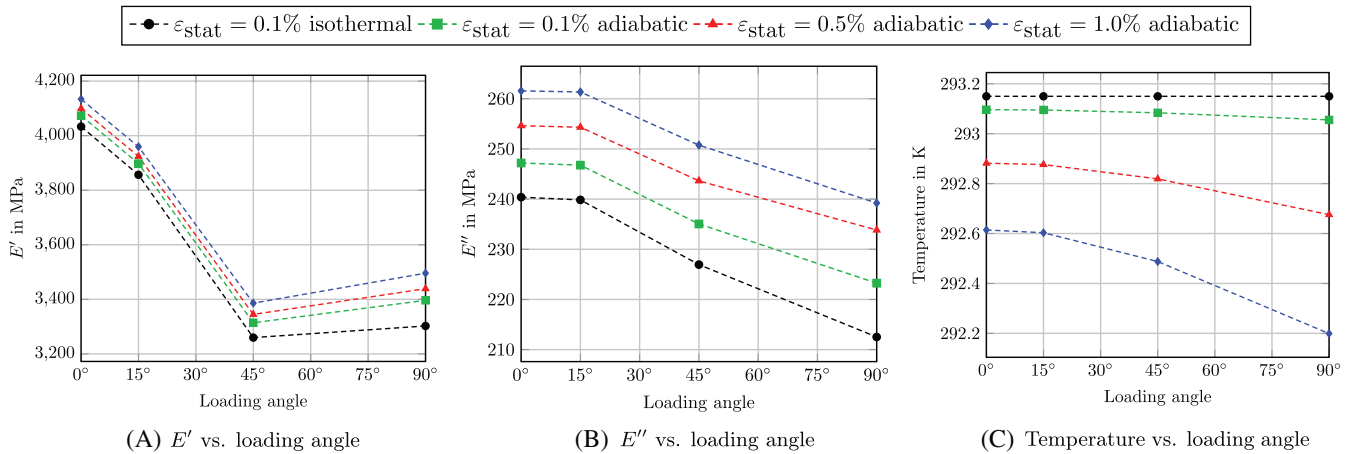 ε_stat = 0.1% isothermal ε_stat = 0.1% adiabatic ε_stat = 0.5% adiabatic ε_stat = 1.0% adiabatic
E′ in MPa
4,200
4,000
3,800
3,600
3,400
3,200
0° 15° 30° 45° 60° 75° 90°
Loading angle
(A) E′ vs. loading angle
E″ in MPa
260
250
240
230
220
210
0° 15° 30° 45° 60° 75° 90°
Loading angle
(B) E″ vs. loading angle
Temperature in K
293.2
293
292.8
292.6
292.4
292.2
0° 15° 30° 45° 60° 75° 90°
Loading angle
(C) Temperature vs. loading angle